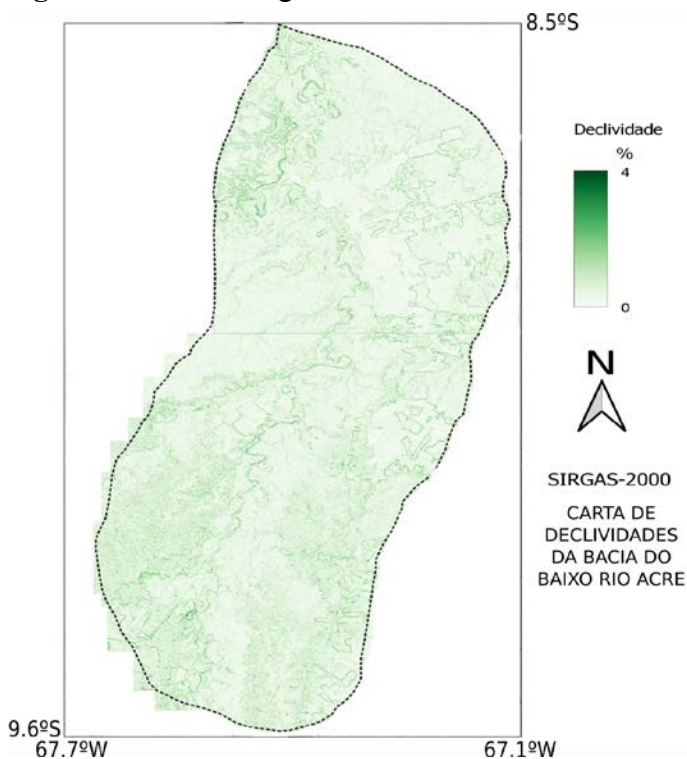 8.5ºS
Declividade
%
4
0
N
SIRGAS-2000
CARTA DE
DECLIVIDADES
DA BACIA DO
BAIXO RIO ACRE
9.6ºS
67.7ºW
67.1ºW